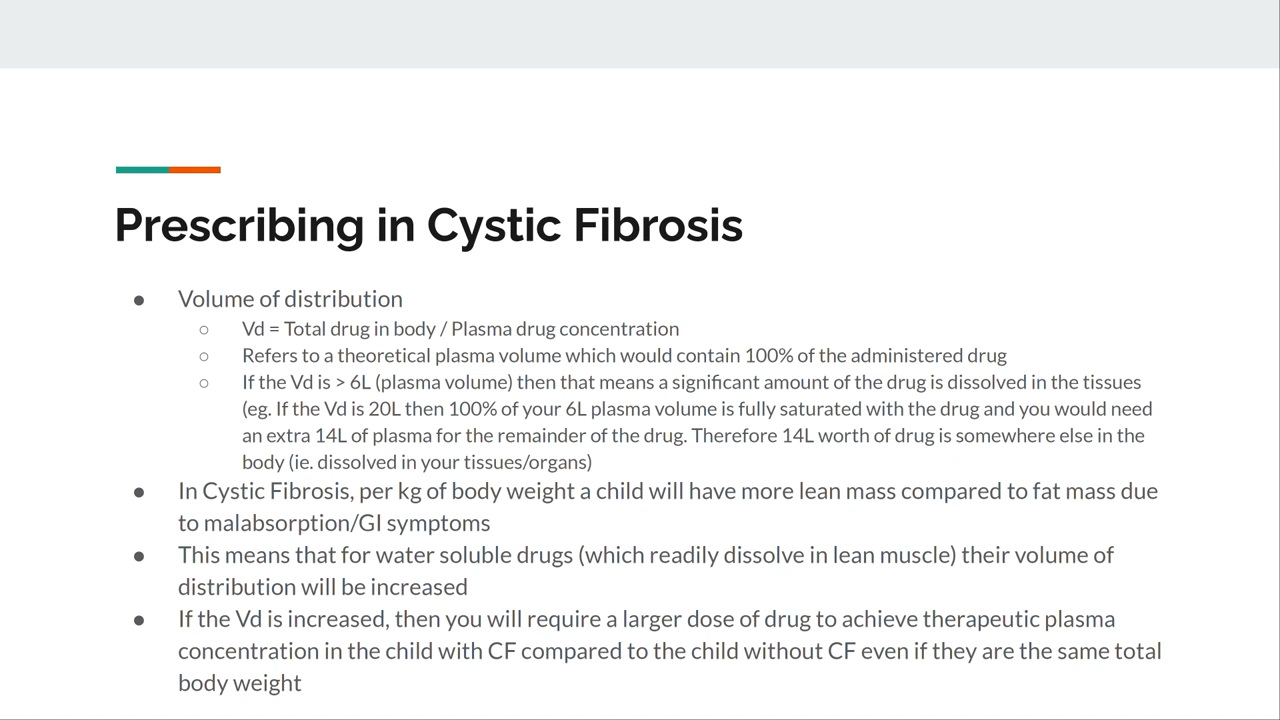 Prescribing in Cystic Fibrosis
● Volume of distribution
○ Vd = Total drug in body / Plasma drug concentration
○ Refers to a theoretical plasma volume which would contain 100% of the administered drug
○ If the Vd is > 6L (plasma volume) then that means a significant amount of the drug is dissolved in the tissues
(eg. If the Vd is 20L then 100% of your 6L plasma volume is fully saturated with the drug and you would need
an extra 14L of plasma for the remainder of the drug. Therefore 14L worth of drug is somewhere else in the
body (ie. dissolved in your tissues/organs)
● In Cystic Fibrosis, per kg of body weight a child will have more lean mass compared to fat mass due
to malabsorption/GI symptoms
● This means that for water soluble drugs (which readily dissolve in lean muscle) their volume of
distribution will be increased
● If the Vd is increased, then you will require a larger dose of drug to achieve therapeutic plasma
concentration in the child with CF compared to the child without CF even if they are the same total
body weight